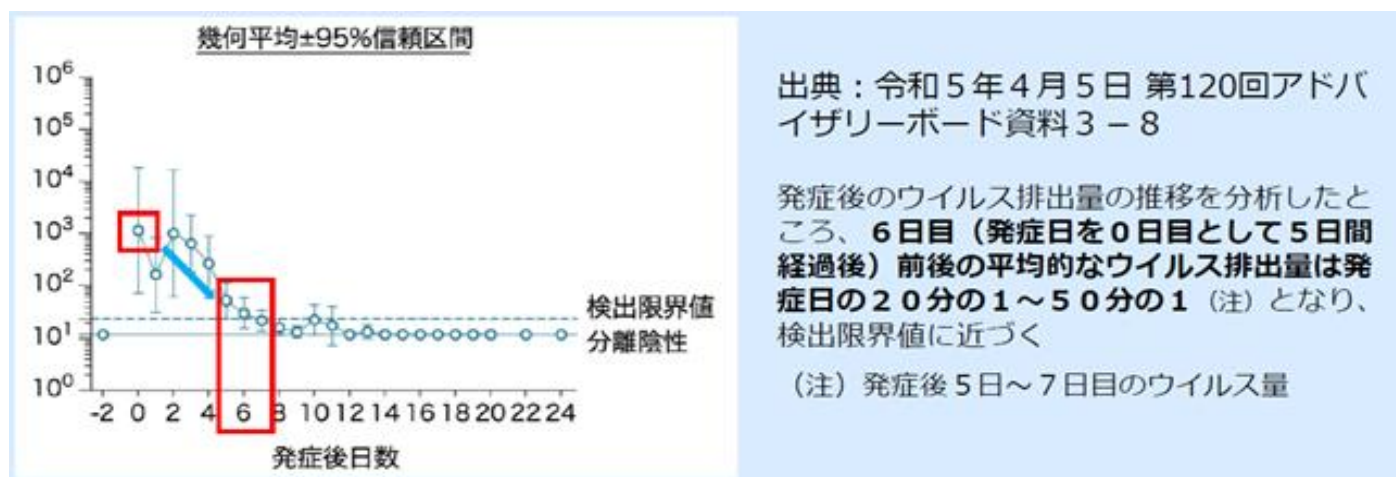 幾何平均±95%信頼区間
10⁶
10⁵
10⁴
10³
10²
10¹
10⁰
検出限界値
分離陰性
-2 0 2 4 6 8 10 12 14 16 18 20 22 24
発症後日数
出典：令和５年４月５日 第120回アドバ
イザリーボード資料３－８
発症後のウイルス排出量の推移を分析したと
ころ、６日目（発症日を０日目として５日間
経過後）前後の平均的なウイルス排出量は発
症日の２０分の１～５０分の１（注）となり、
検出限界値に近づく
（注）発症後５日～７日目のウイルス量